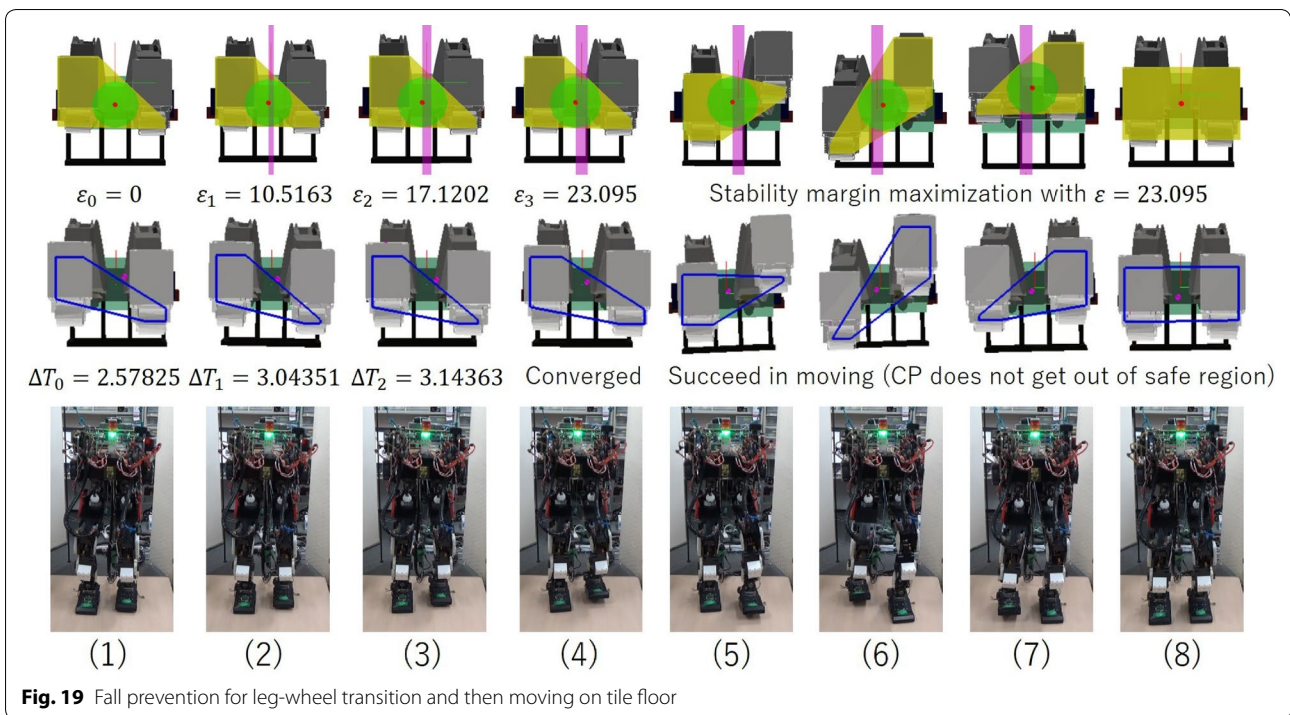 ε₀ = 0 ε₁ = 10.5163 ε₂ = 17.1202 ε₃ = 23.095 Stability margin maximization with ε = 23.095
ΔT₀ = 2.57825 ΔT₁ = 3.04351 ΔT₂ = 3.14363 Converged Succeed in moving (CP does not get out of safe region)
(1) (2) (3) (4) (5) (6) (7) (8)
Fig. 19 Fall prevention for leg-wheel transition and then moving on tile floor